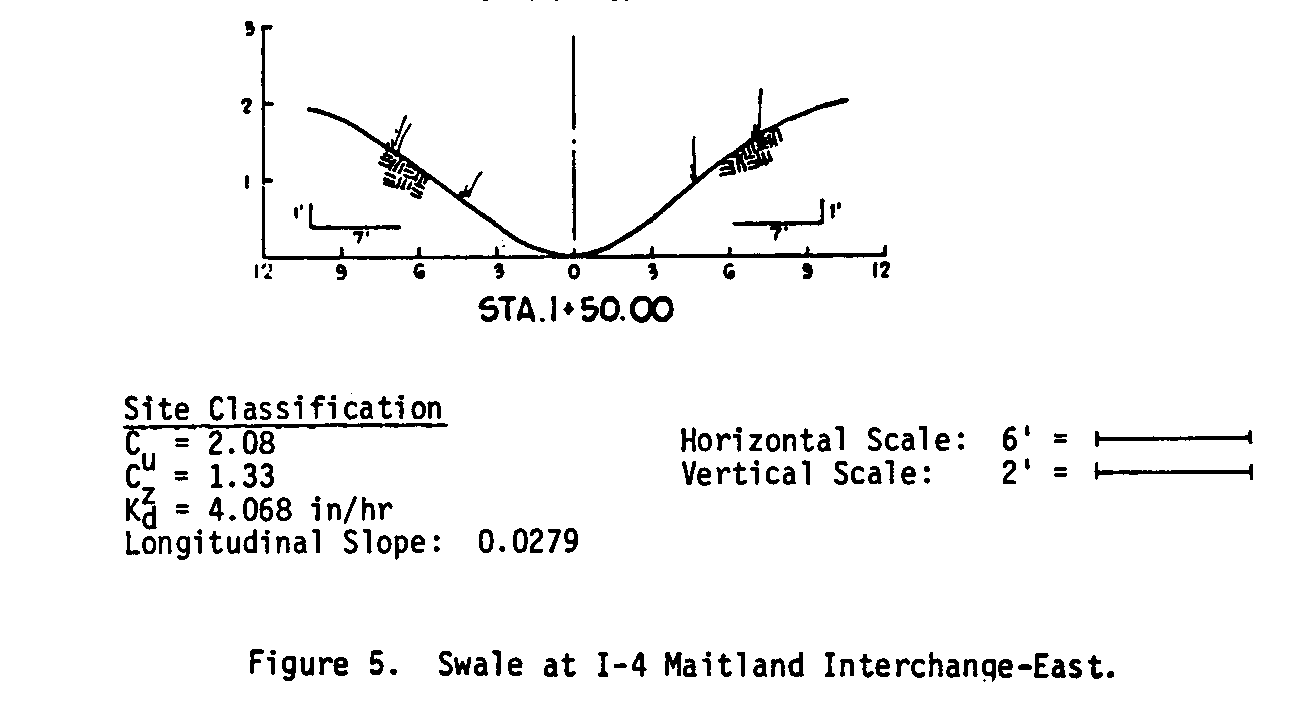 3
2
1
1'
7'
7'
1'
12 9 6 3 0 3 6 9 12
STA.1+50.00
Site Classification
Cu = 2.08
Cz = 1.33
Kd = 4.068 in/hr
Longitudinal Slope: 0.0279
Horizontal Scale: 6' =
Vertical Scale: 2' =
Figure 5. Swale at I-4 Maitland Interchange-East.